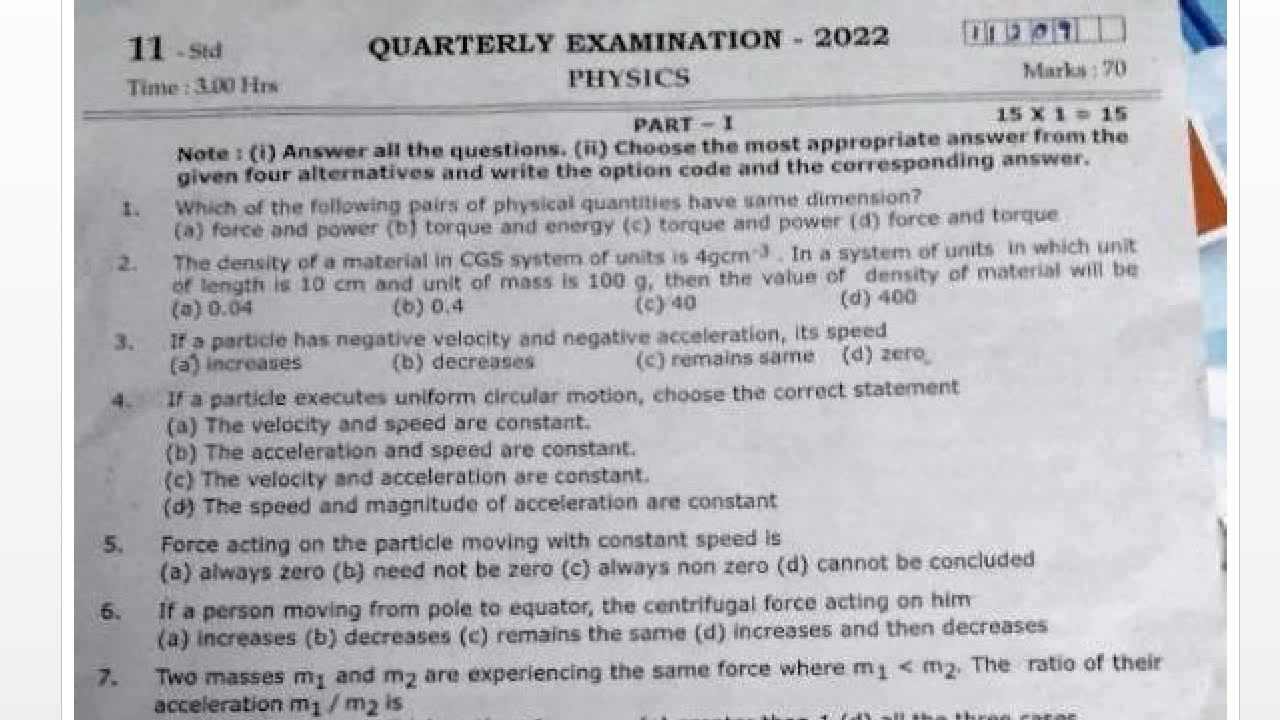 11 - Std QUARTERLY EXAMINATION - 2022 11209
Time : 3.00 Hrs PHYSICS Marks : 70
PART - I 15 X 1 = 15
Note : (i) Answer all the questions. (ii) Choose the most appropriate answer from the
given four alternatives and write the option code and the corresponding answer.
1. Which of the following pairs of physical quantities have same dimension?
(a) force and power (b) torque and energy (c) torque and power (d) force and torque
2. The density of a material in CGS system of units is 4gcm⁻³ . In a system of units in which unit
of length is 10 cm and unit of mass is 100 g, then the value of density of material will be
(a) 0.04 (b) 0.4 (c) 40 (d) 400
3. If a particle has negative velocity and negative acceleration, its speed
(a) increases (b) decreases (c) remains same (d) zero
4. If a particle executes uniform circular motion, choose the correct statement
(a) The velocity and speed are constant.
(b) The acceleration and speed are constant.
(c) The velocity and acceleration are constant.
(d) The speed and magnitude of acceleration are constant
5. Force acting on the particle moving with constant speed is
(a) always zero (b) need not be zero (c) always non zero (d) cannot be concluded
6. If a person moving from pole to equator, the centrifugal force acting on him
(a) increases (b) decreases (c) remains the same (d) increases and then decreases
7. Two masses m₁ and m₂ are experiencing the same force where m₁ < m₂. The ratio of their
acceleration m₁ / m₂ is
than 1 (d) all the three cases